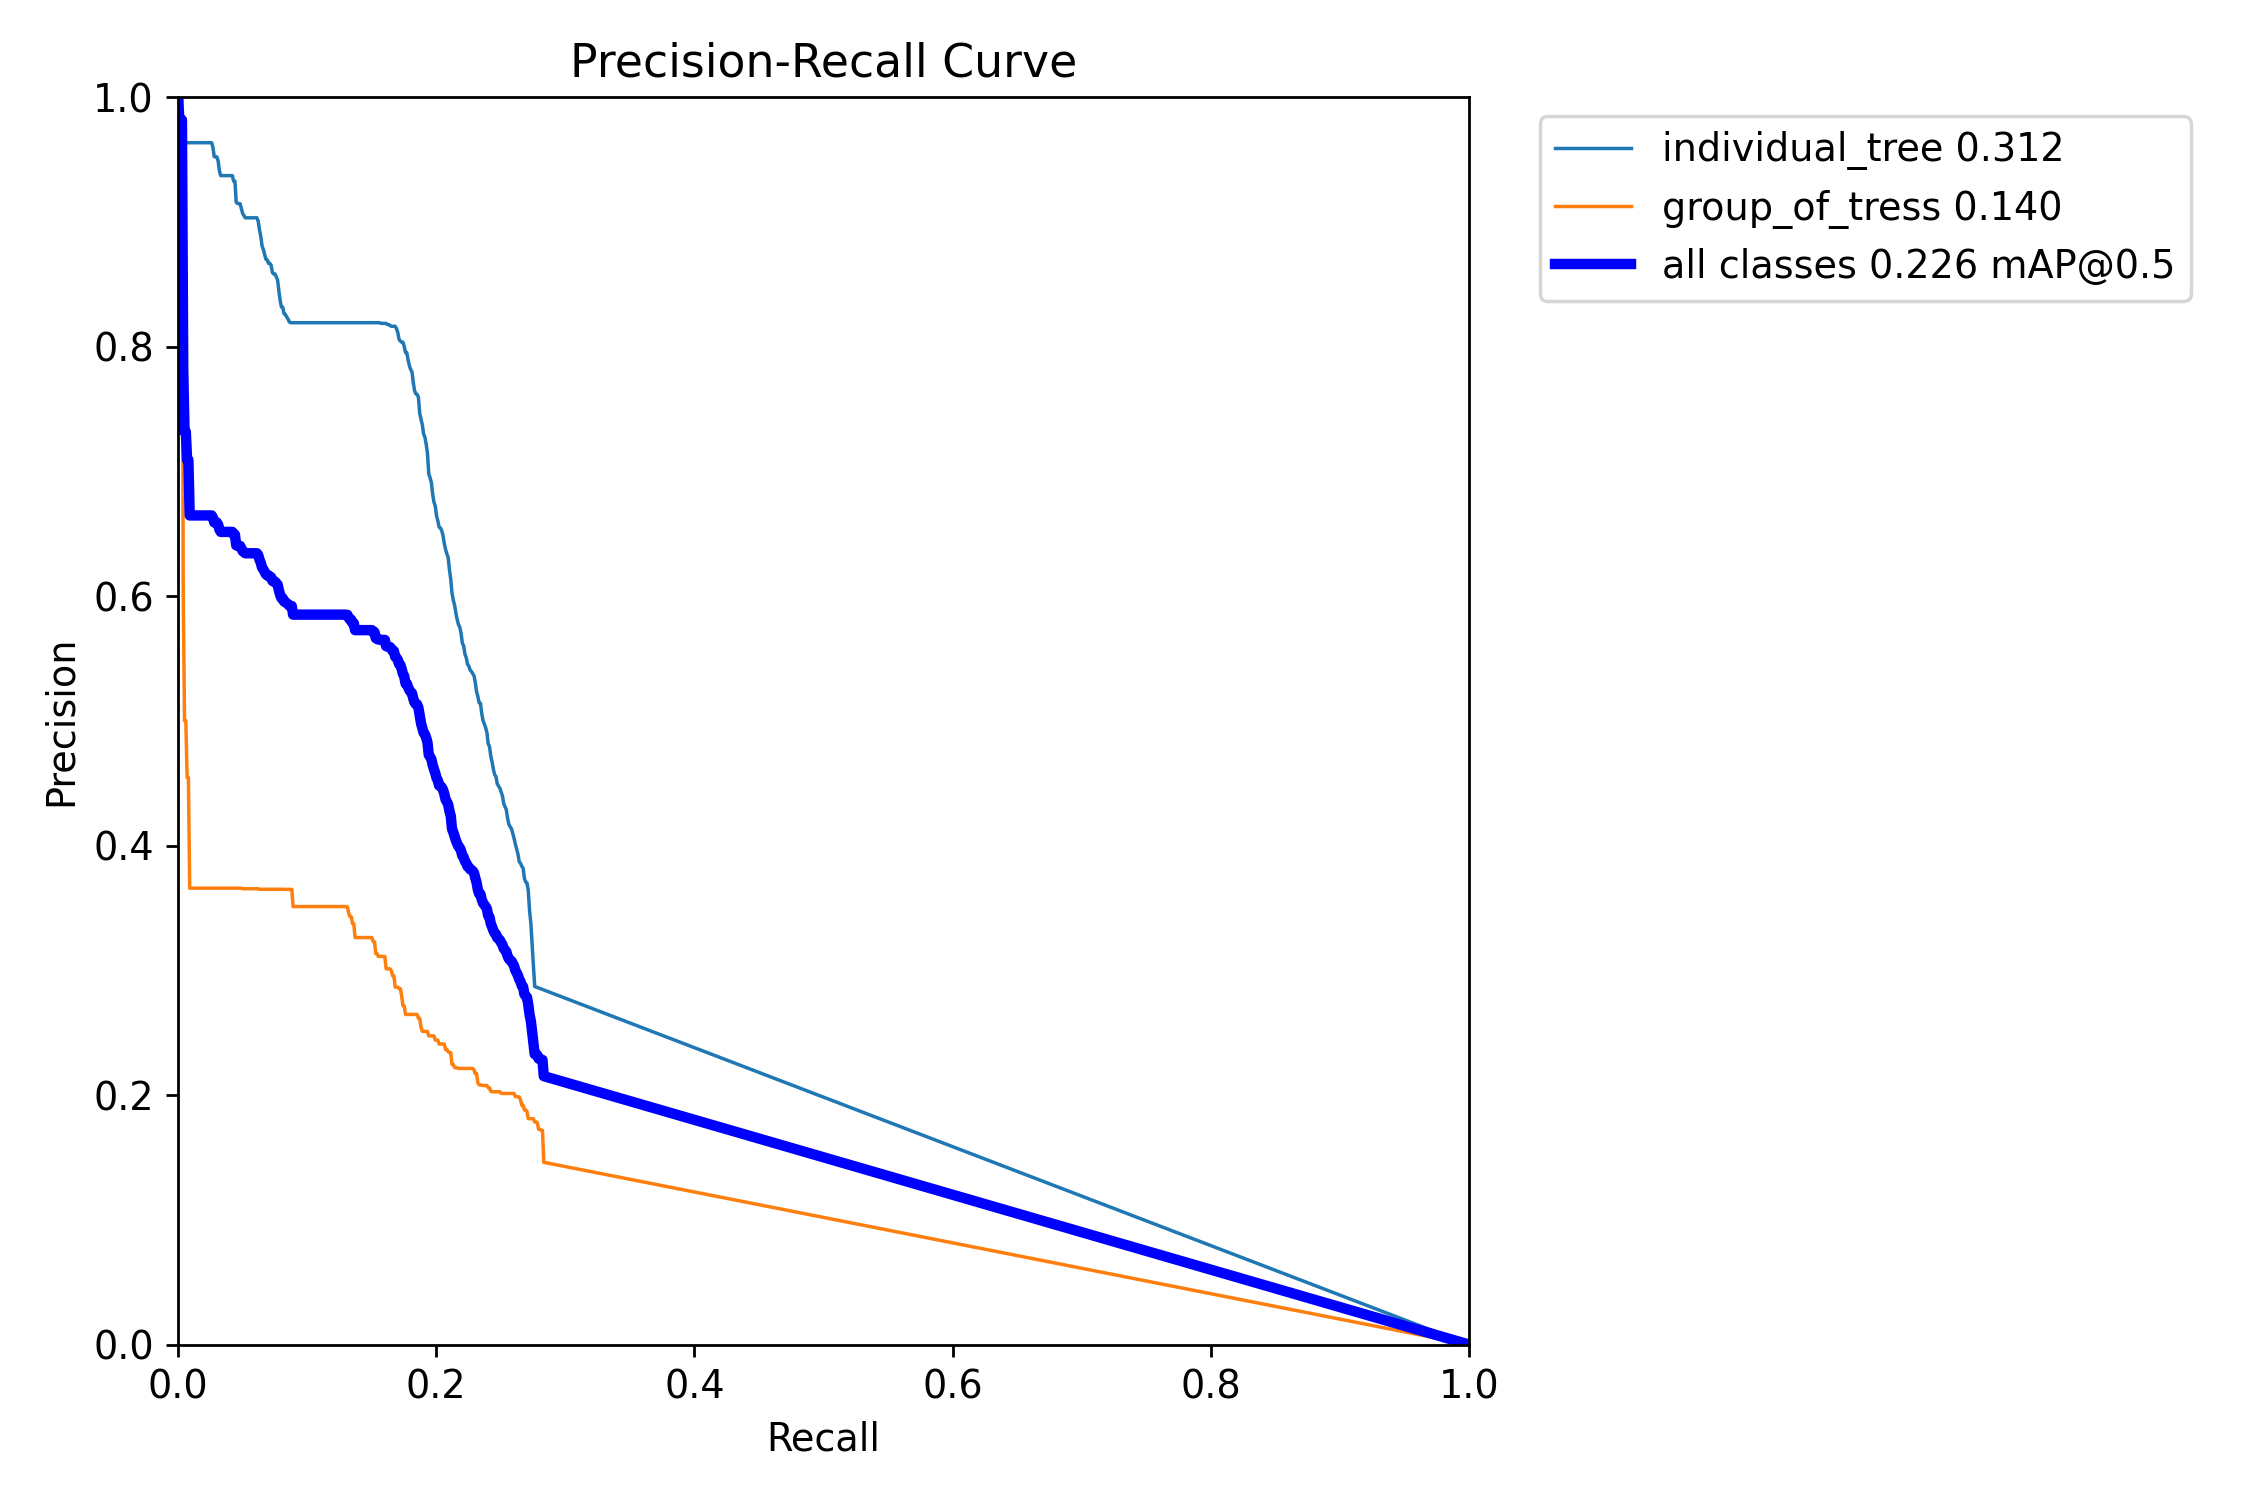 Precision-Recall Curve
individual_tree 0.312
group_of_tress 0.140
all classes 0.226 mAP@0.5
Precision
1.0
0.8
0.6
0.4
0.2
0.0
0.0 0.2 0.4 0.6 0.8 1.0
Recall